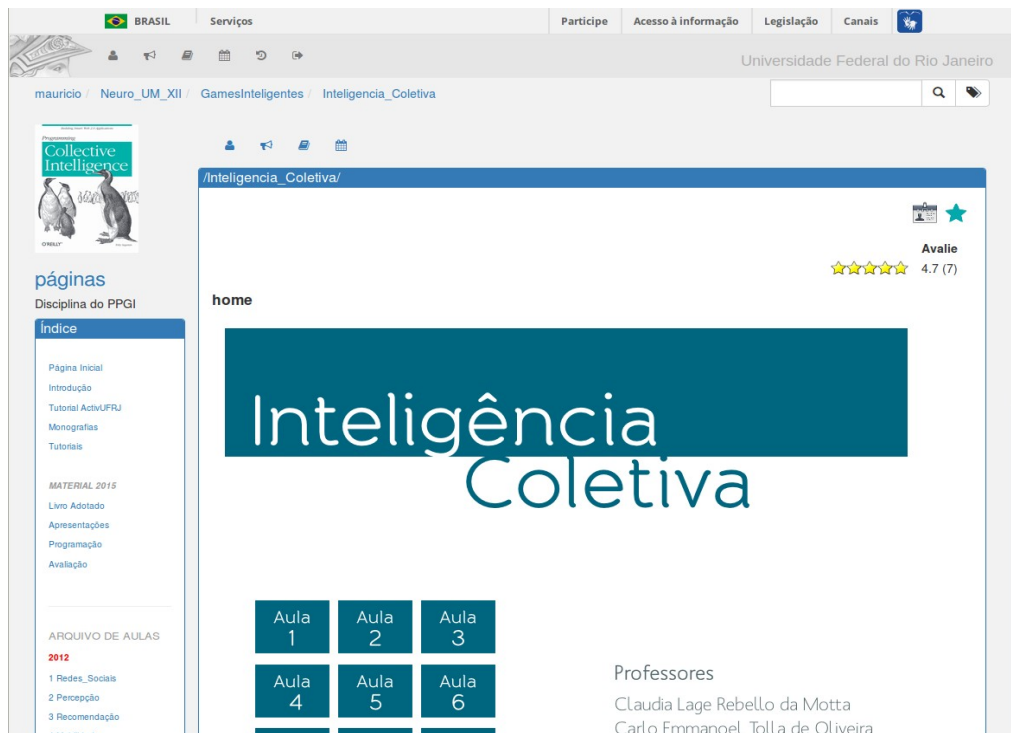 BRASIL Serviços Participe Acesso à informação Legislação Canais
Universidade Federal do Rio Janeiro
mauricio / Neuro_UM_XII / GamesInteligentes / Inteligencia_Coletiva
Programming
Collective
Intelligence
O'REILLY
páginas
Disciplina do PPGI
Índice
Página Inicial
Introdução
Tutorial ActivUFRJ
Monografias
Tutoriais
MATERIAL 2015
Livro Adotado
Apresentações
Programação
Avaliação
ARQUIVO DE AULAS
2012
1 Redes_Sociais
2 Percepção
3 Recomendação
/Inteligencia_Coletiva/
Avalie
4.7 (7)
home
Inteligência
Coletiva
Aula 1
Aula 2
Aula 3
Aula 4
Aula 5
Aula 6
Professores
Claudia Lage Rebello da Motta
Carlo Emmanoel Tolla de Oliveira